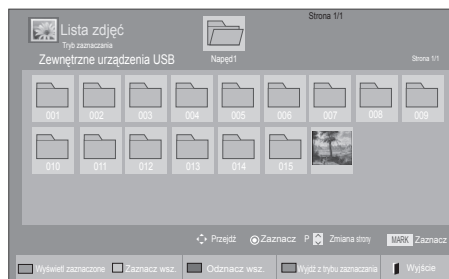 Strona 1/1
Lista zdjęć
Tryb zaznaczania
Zewnętrzne urządzenia USB
Napęd1
Strona 1/1
001 002 003 004 005 006 007 008 009
010 011 012 013 014 015
Przejdź Zaznacz P Zmiana strony MARK Zaznacz
Wyświetl zaznaczone Zaznacz wsz. Odznacz wsz. Wyjdź z trybu zaznaczania Wyjście